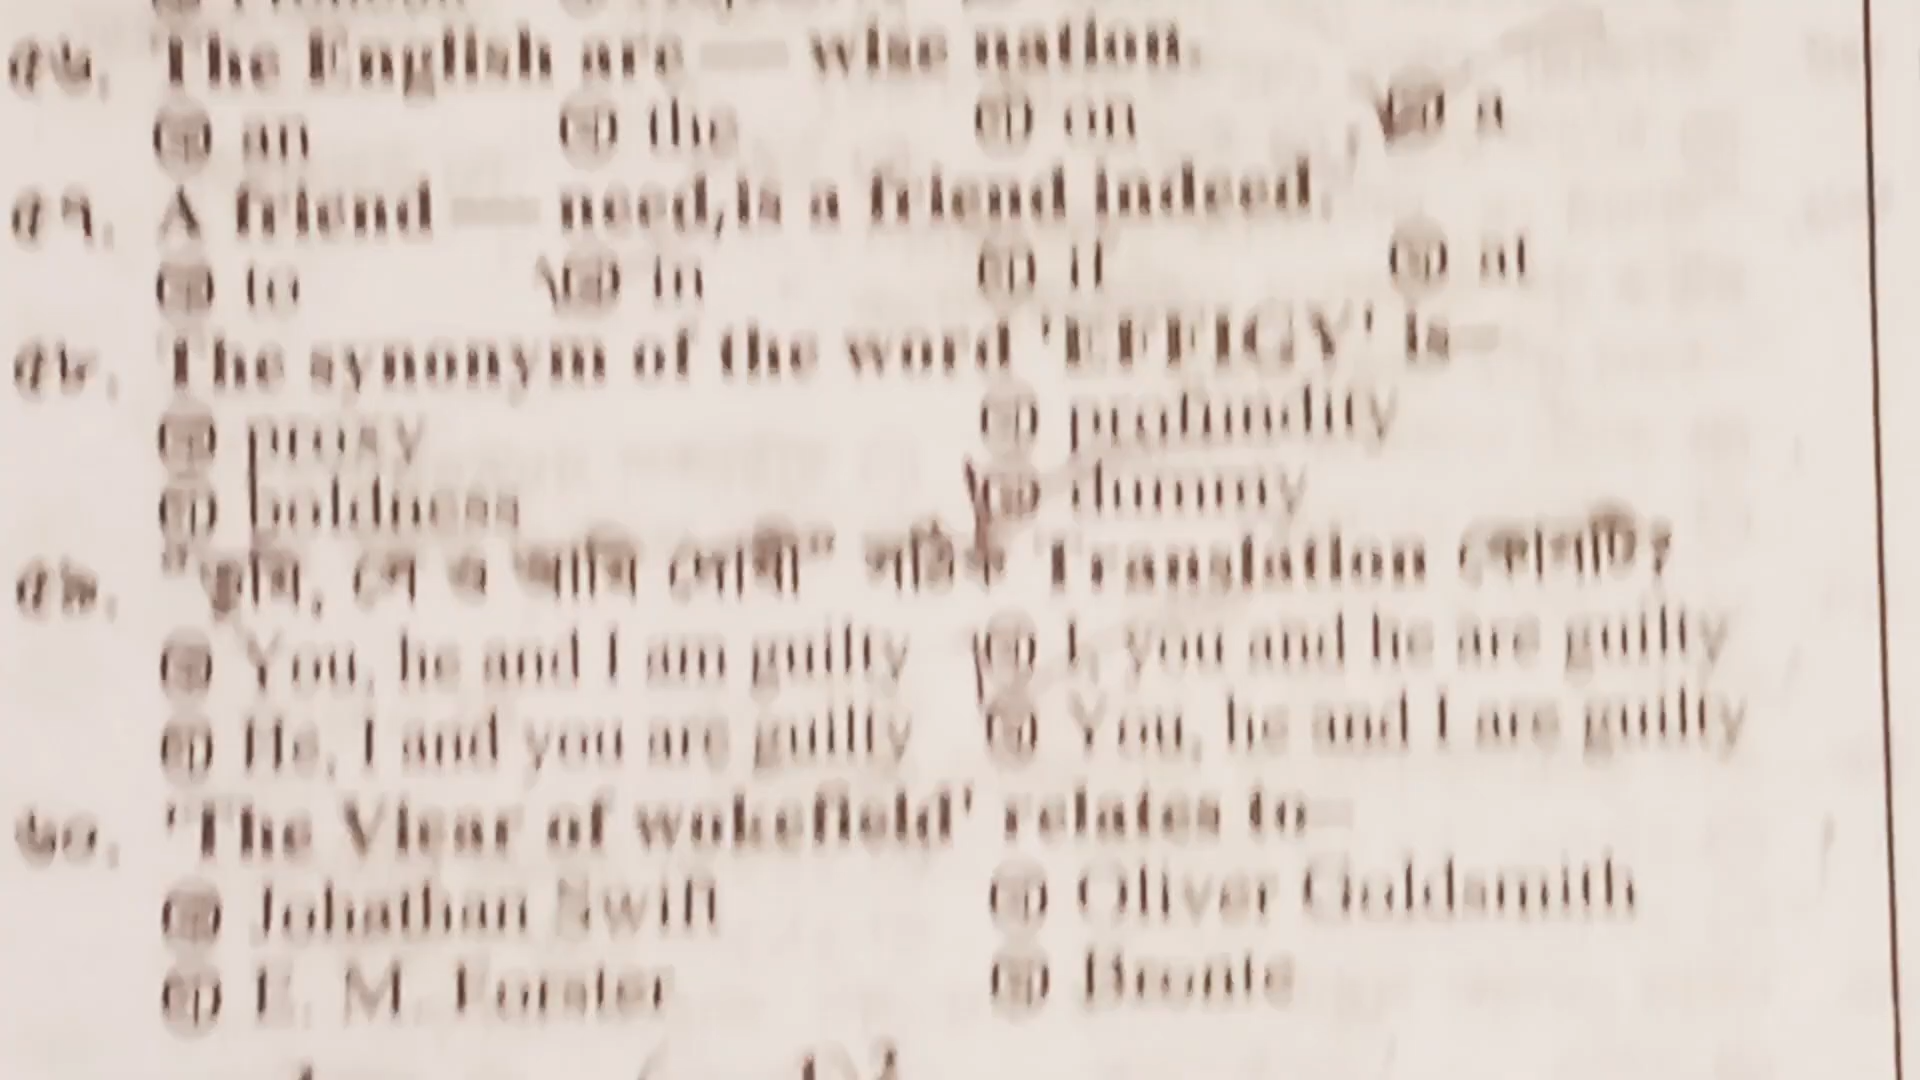 ৫৬. The English are — wise nation.
ⓚ an ⓛ the on a
৫৭. A friend — need, is a friend indeed.
to in if at
৫৮. The synonym of the word 'EFFIGY' is—
proxy profundity
boldness dummy
৫৯. Translation কোনটি?
You, he and I am guilty I, you and he are guilty
He, I and you are guilty You, he and I are guilty
৬০. 'The Vicar of wakefield' relates to—
Johathan Swift Oliver Goldsmith
E. M. Forster Bronte